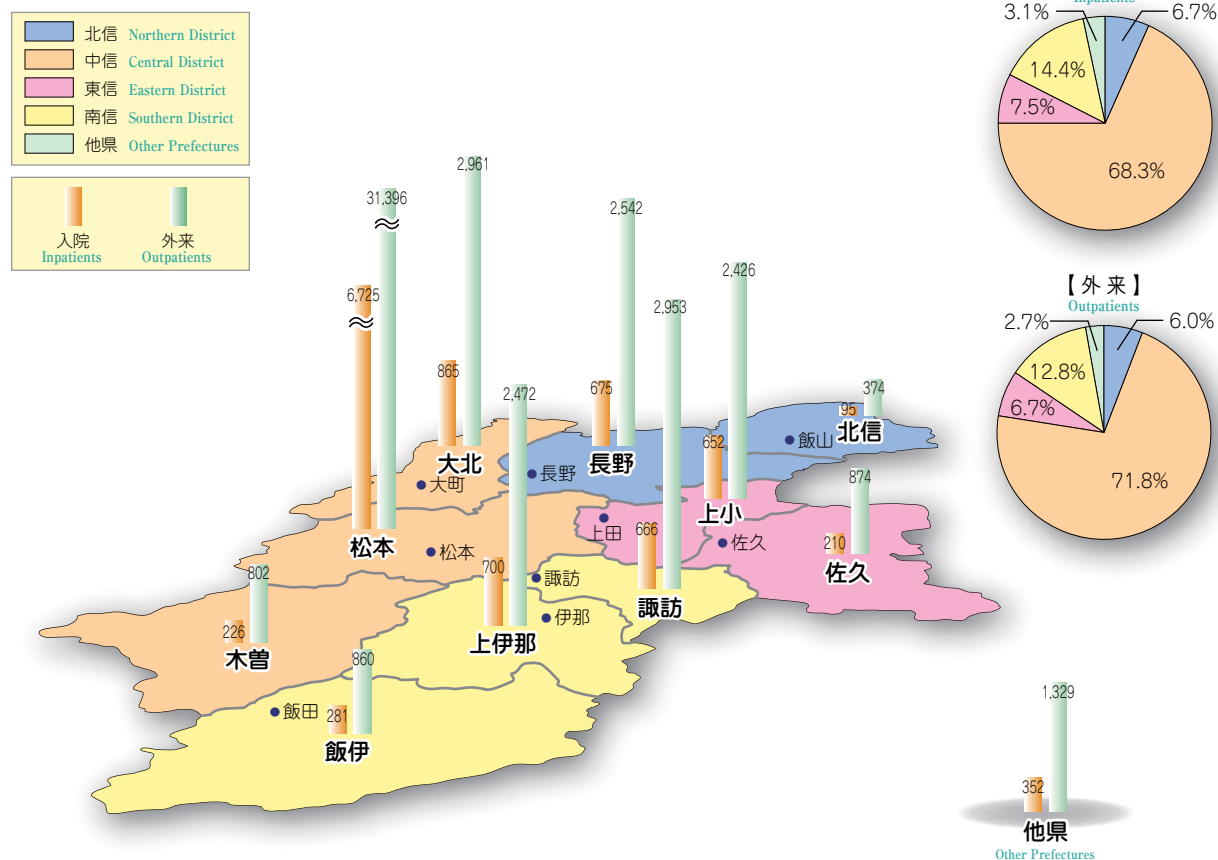 北信 Northern District
中信 Central District
東信 Eastern District
南信 Southern District
他県 Other Prefectures
入院
Inpatients
外来
Outpatients
Inpatients
3.1%
6.7%
14.4%
7.5%
68.3%
【外来】
Outpatients
2.7%
6.0%
12.8%
6.7%
71.8%
2,961
31,396
2,542
2,426
6,725
2,953
865
675
2,472
374
95
北信
飯山
652
大北
長野
長野
874
大町
上小
666
上田
佐久
210
松本
松本
佐久
700
802
諏訪
諏訪
伊那
226
上伊那
木曽
860
飯田
281
飯伊
1,329
352
他県
Other Prefectures